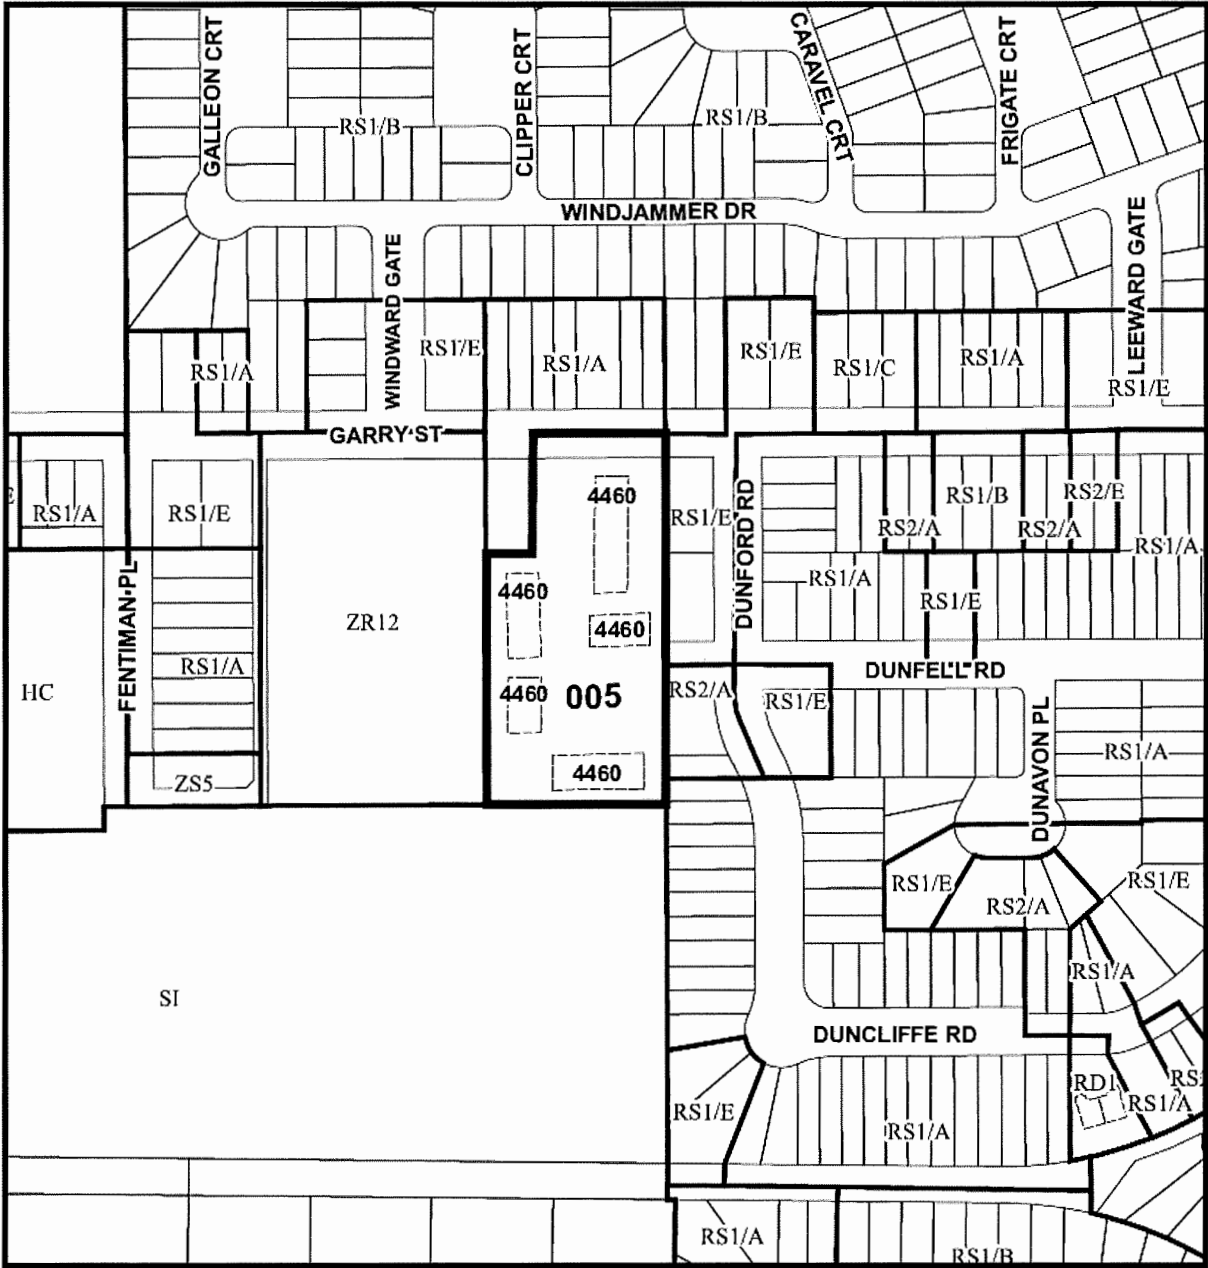 GALLEON CRT
CLIPPER CRT
CARAVEL CRT
FRIGATE CRT
RS1/B
RS1/B
WINDJAMMER DR
WINDWARD GATE
LEEWARD GATE
RS1/A
RS1/E
RS1/A
RS1/E
RS1/C
RS1/A
RS1/E
GARRY ST
E
RS1/A
RS1/E
4460
RS1/E
DUNFORD RD
RS2/A
RS1/B
RS2/A
RS2/E
RS1/A
FENTIMAN PL
ZR12
4460
4460
RS1/A
RS1/E
HC
RS1/A
4460
005
RS2/A
RS1/E
DUNFELL RD
DUNAVON PL
RS1/A
ZS5
4460
RS1/E
RS2/A
RS1/E
RS1/A
SI
DUNCLIFFE RD
RD1
RS1/A
RS1/E
RS1/A
RS1/A
RS1/B